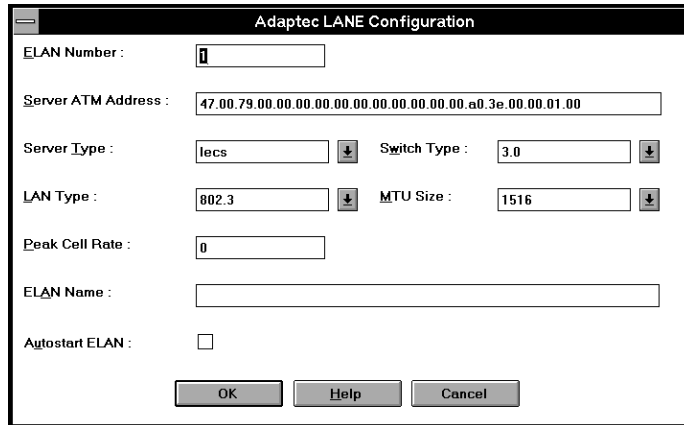 Adaptec LANE Configuration
ELAN Number :
1
Server ATM Address :
47.00.79.00.00.00.00.00.00.00.00.00.00.00.a0.3e.00.00.01.00
Server Type :
lecs
Switch Type :
3.0
LAN Type :
802.3
MTU Size :
1516
Peak Cell Rate :
0
ELAN Name :
Autostart ELAN :
OK
Help
Cancel